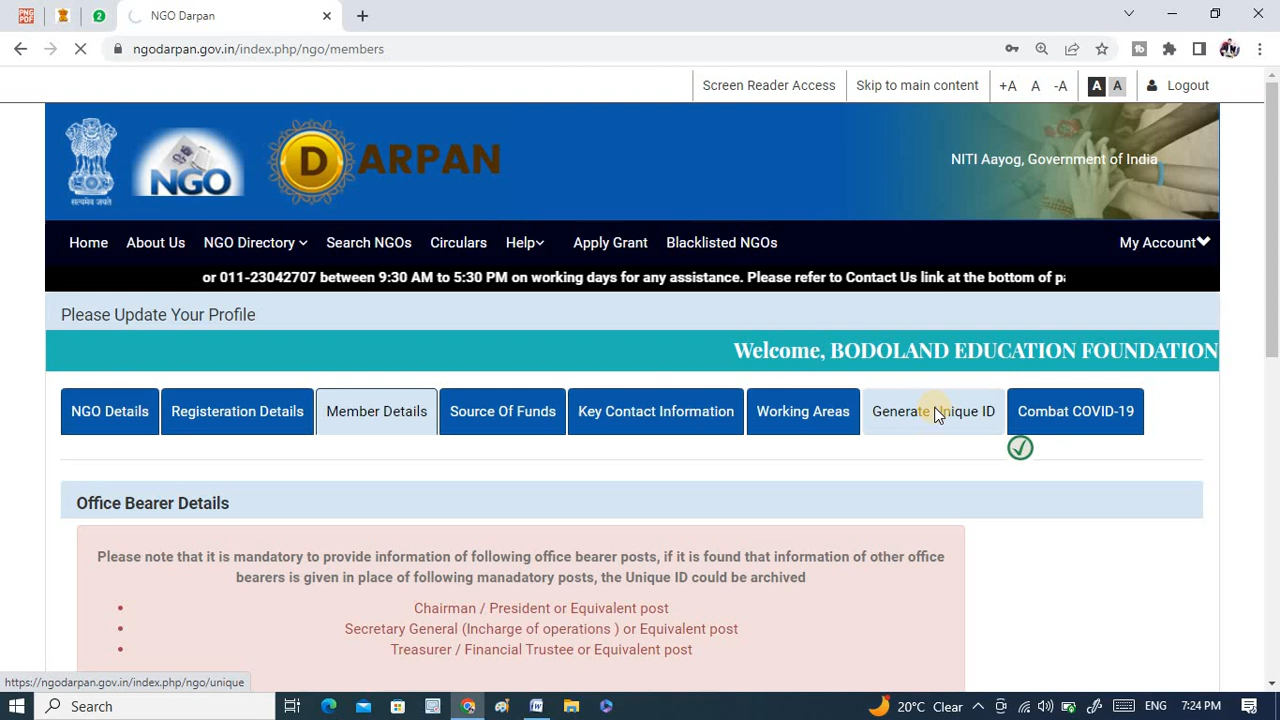 NGO Darpan
ngodarpan.gov.in/index.php/ngo/members
Screen Reader Access
Skip to main content
+A
A
-A
A
A
Logout
सत्यमेव जयते
NGO
DARPAN
NITI Aayog, Government of India
Home
About Us
NGO Directory
Search NGOs
Circulars
Help
Apply Grant
Blacklisted NGOs
My Account
or 011-23042707 between 9:30 AM to 5:30 PM on working days for any assistance. Please refer to Contact Us link at the bottom of pa
Please Update Your Profile
Welcome, BODOLAND EDUCATION FOUNDATION
NGO Details
Registeration Details
Member Details
Source Of Funds
Key Contact Information
Working Areas
Generate Unique ID
Combat COVID-19
Office Bearer Details
Please note that it is mandatory to provide information of following office bearer posts, if it is found that information of other office
bearers is given in place of following manadatory posts, the Unique ID could be archived
• Chairman / President or Equivalent post
• Secretary General (Incharge of operations ) or Equivalent post
• Treasurer / Financial Trustee or Equivalent post
https://ngodarpan.gov.in/index.php/ngo/unique
Search
20°C Clear
7:24 PM